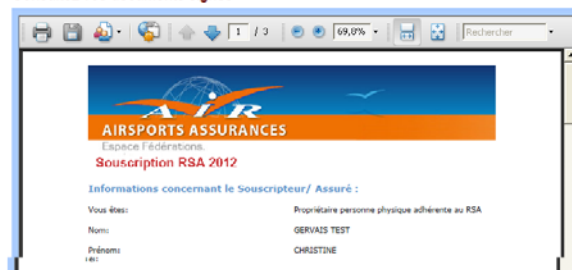 1 / 3 69,8% Rechercher
AIR
AIRSPORTS ASSURANCES
Espace Fédérations.
Souscription RSA 2012
Informations concernant le Souscripteur/ Assuré :
Vous êtes: Propriétaire personne physique adhérente au RSA
Nom: GERVAIS TEST
Prénom: CHRISTINE